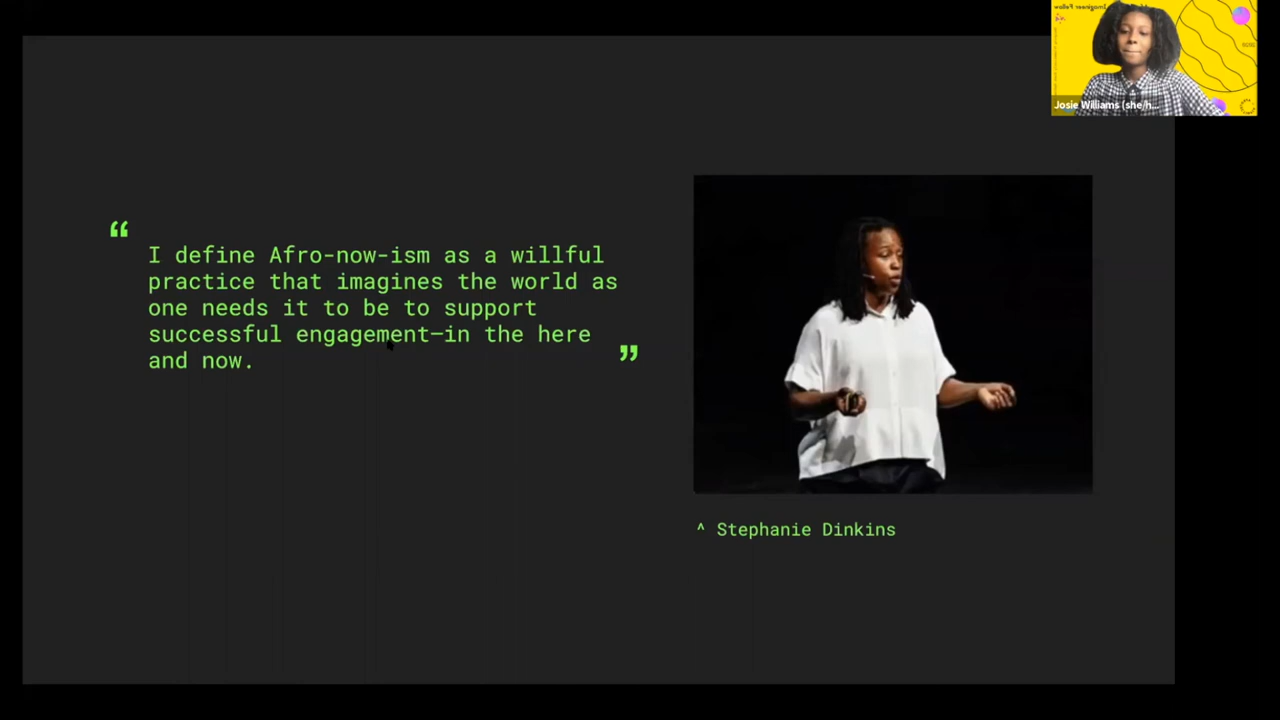 Josie Williams (she/h...
“
I define Afro-now-ism as a willful
practice that imagines the world as
one needs it to be to support
successful engagement—in the here
and now.
”
^ Stephanie Dinkins